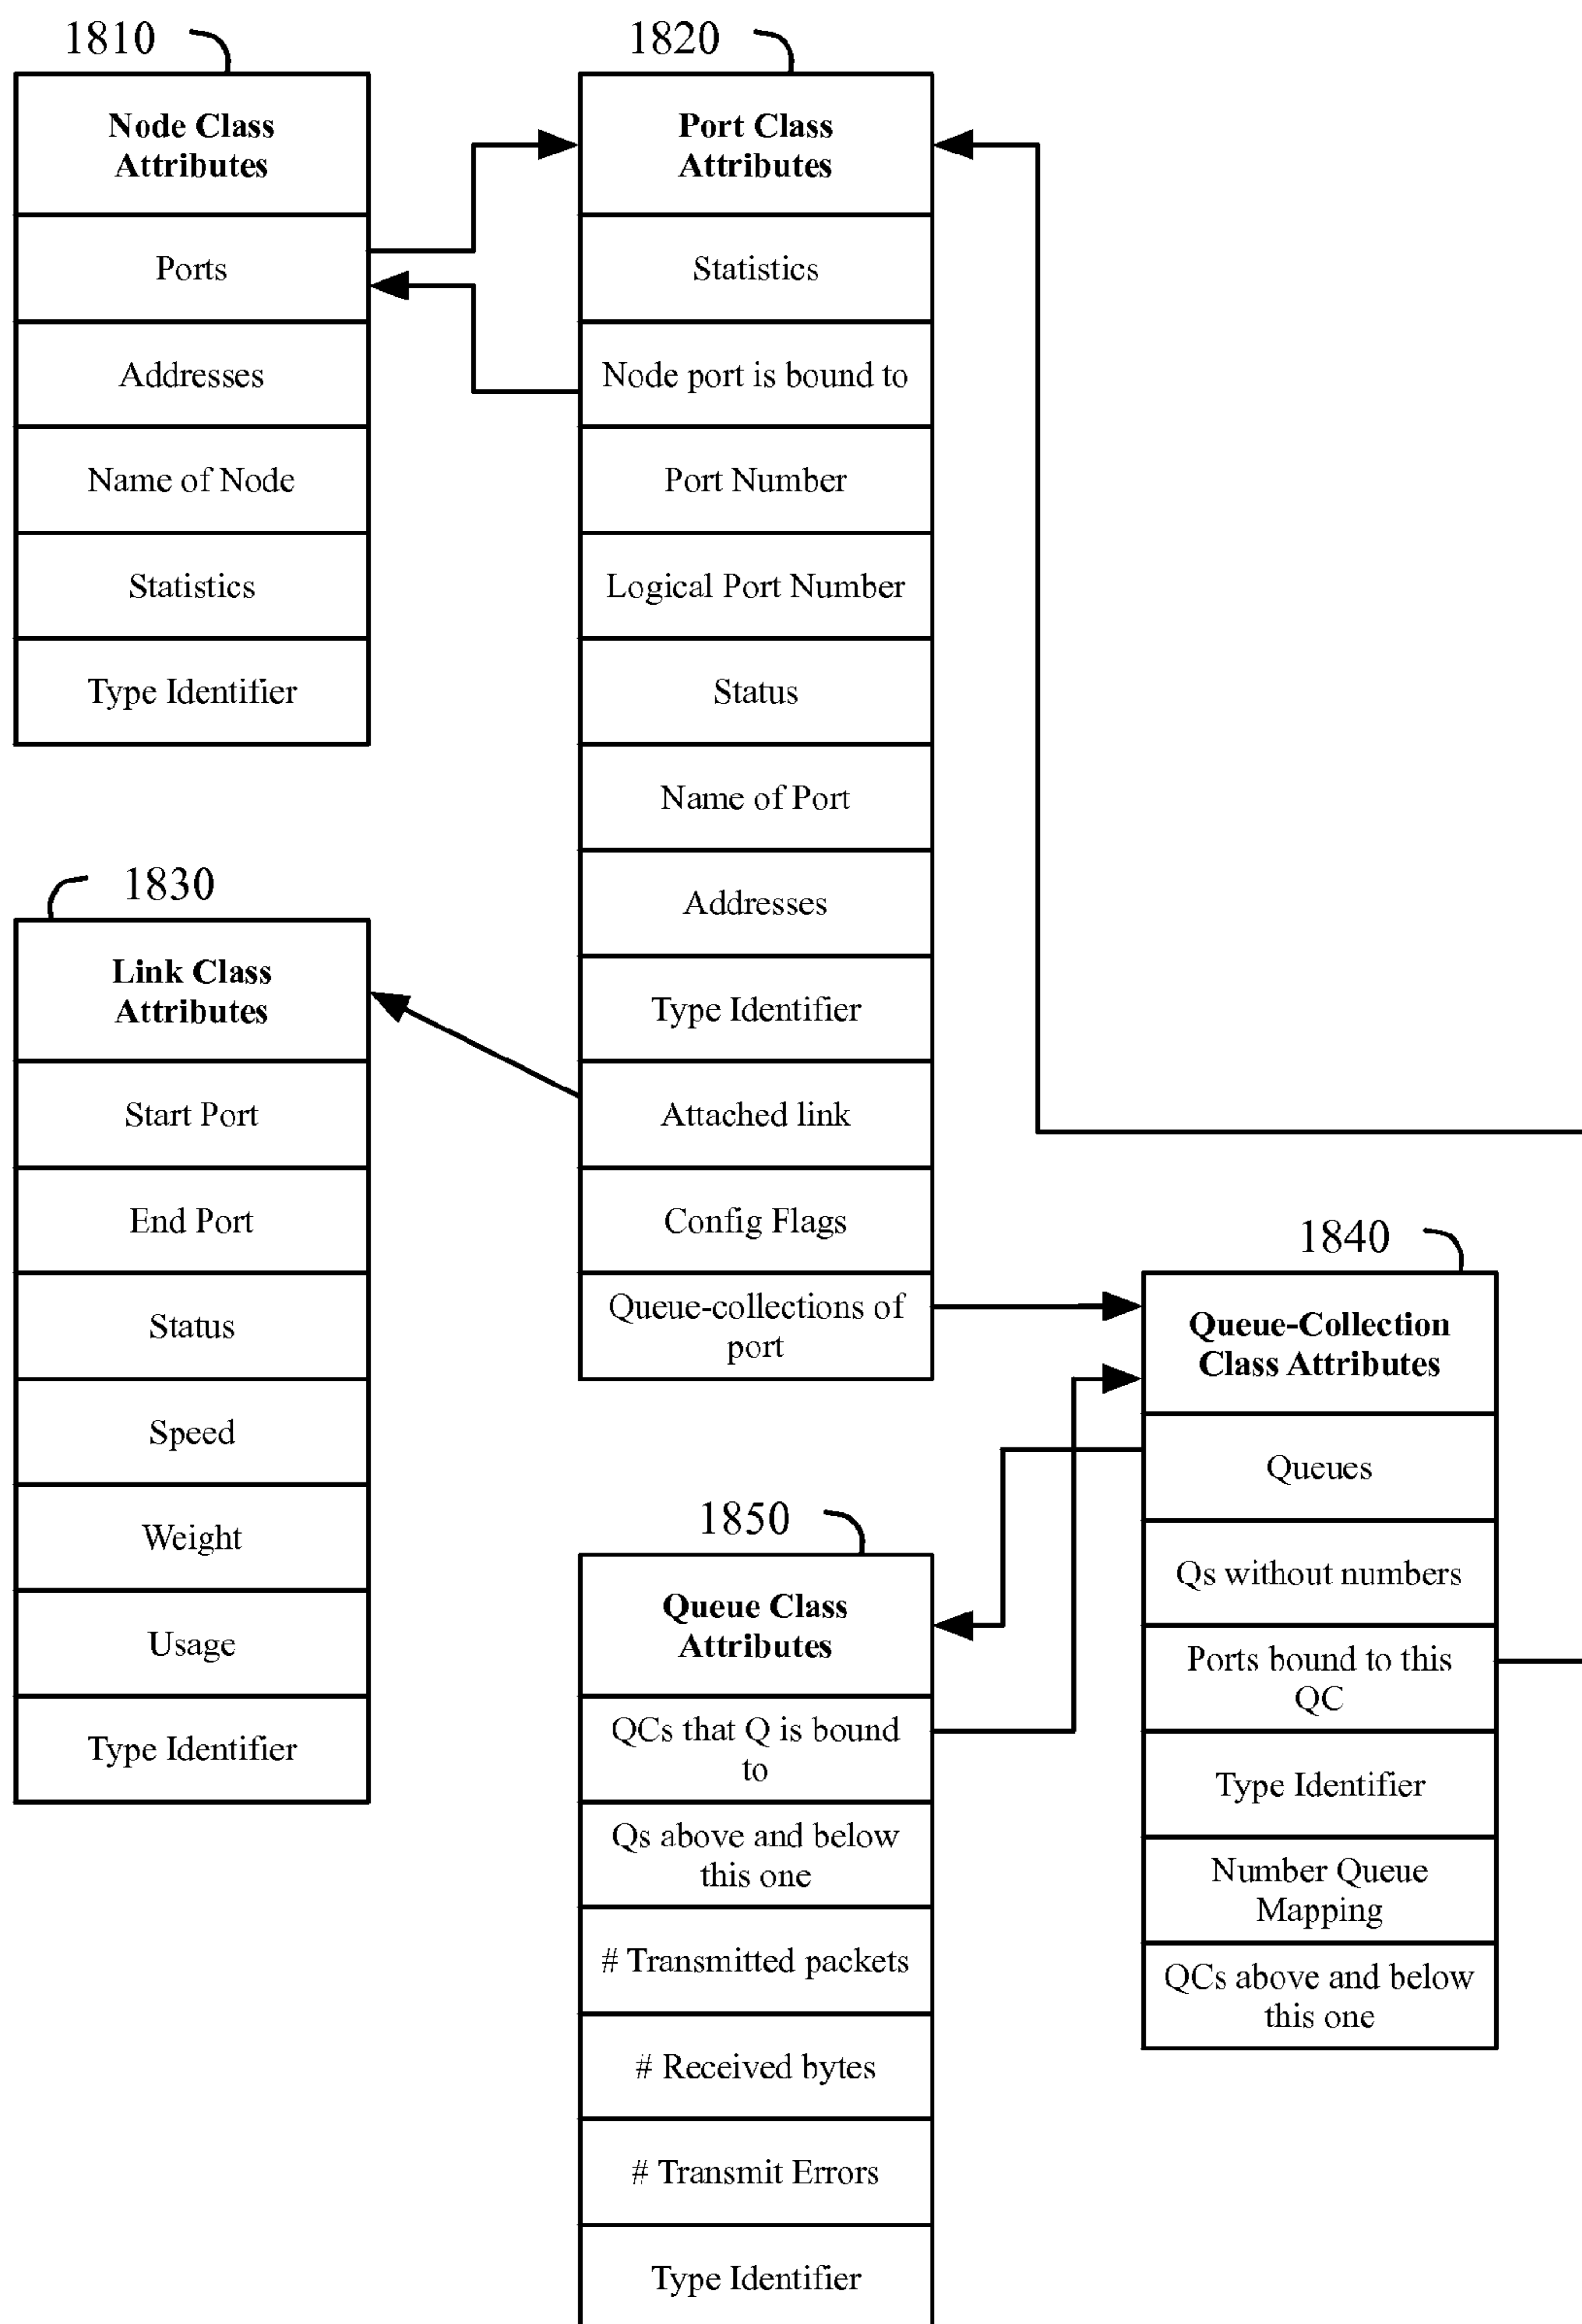 1810
Node Class
Attributes
Ports
Addresses
Name of Node
Statistics
Type Identifier
1820
Port Class
Attributes
Statistics
Node port is bound to
Port Number
Logical Port Number
Status
Name of Port
Addresses
Type Identifier
Attached link
Config Flags
Queue-collections of
port
1830
Link Class
Attributes
Start Port
End Port
Status
Speed
Weight
Usage
Type Identifier
1840
Queue-Collection
Class Attributes
Queues
Qs without numbers
Ports bound to this
QC
Type Identifier
Number Queue
Mapping
QCs above and below
this one
1850
Queue Class
Attributes
QCs that Q is bound
to
Qs above and below
this one
# Transmitted packets
# Received bytes
# Transmit Errors
Type Identifier